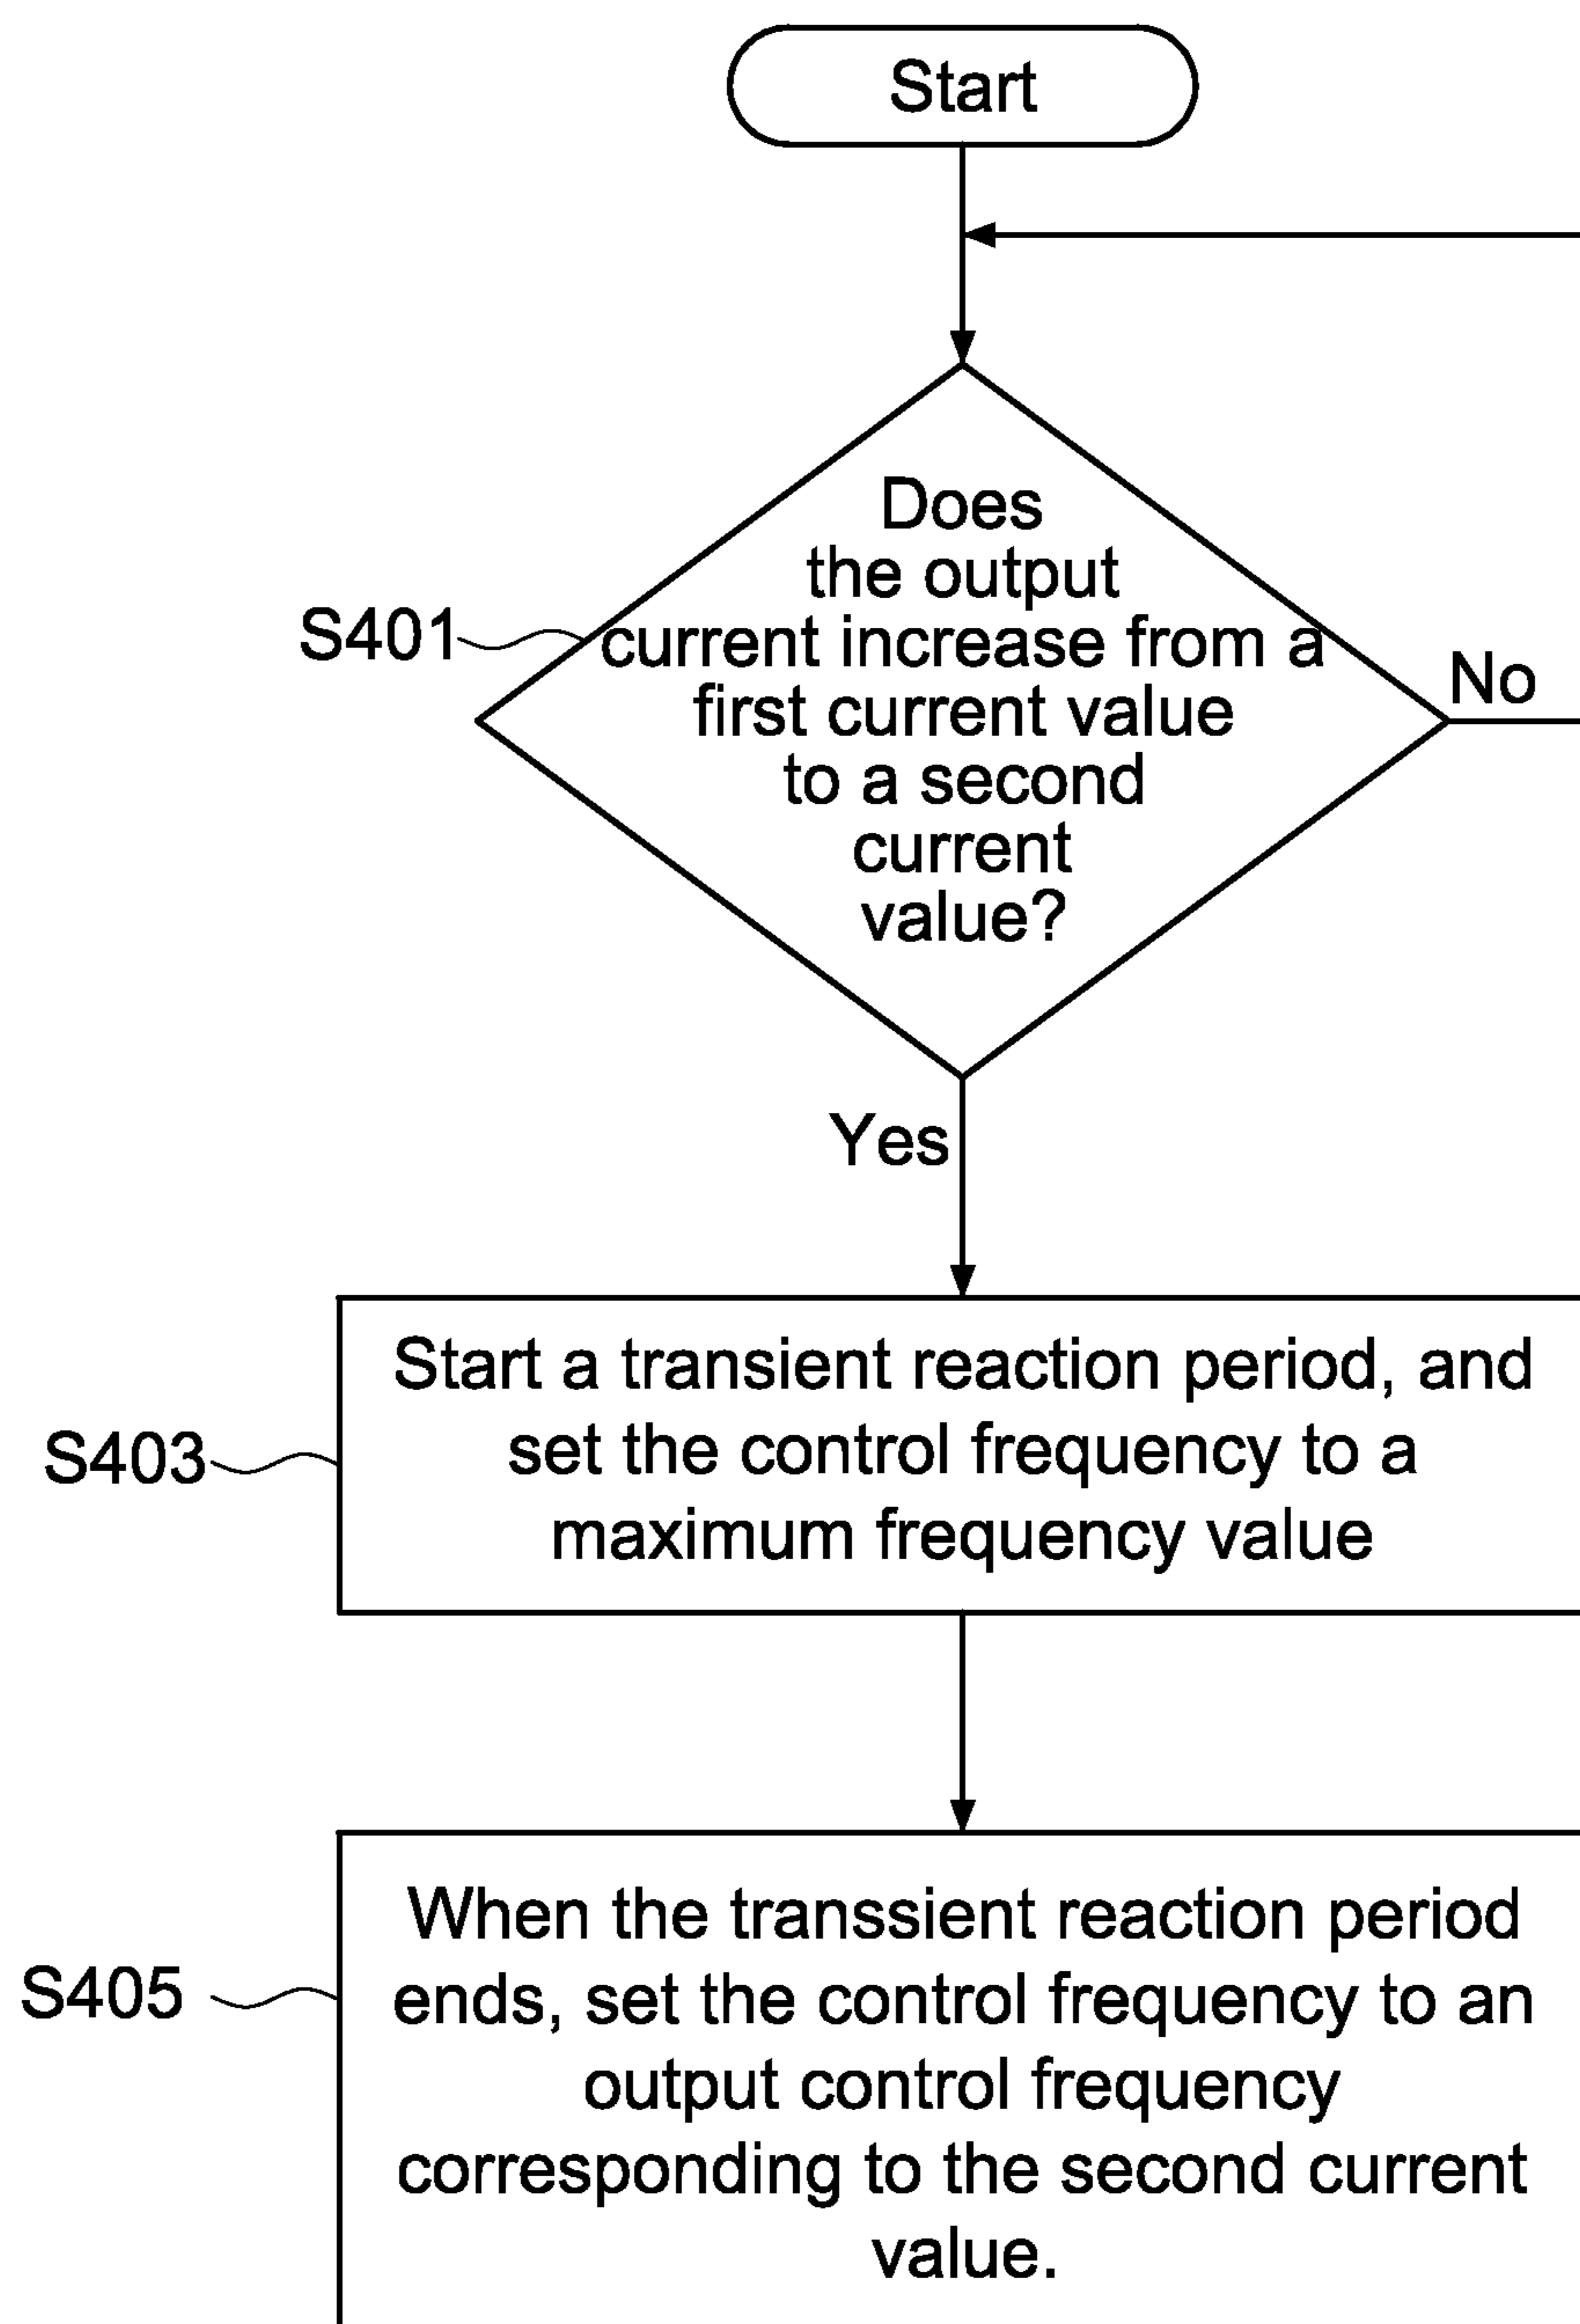 Start
Does
the output
current increase from a
first current value
to a second
current
value?
S401
No
Yes
Start a transient reaction period, and
set the control frequency to a
maximum frequency value
S403
When the transsient reaction period
ends, set the control frequency to an
output control frequency
corresponding to the second current
value.
S405